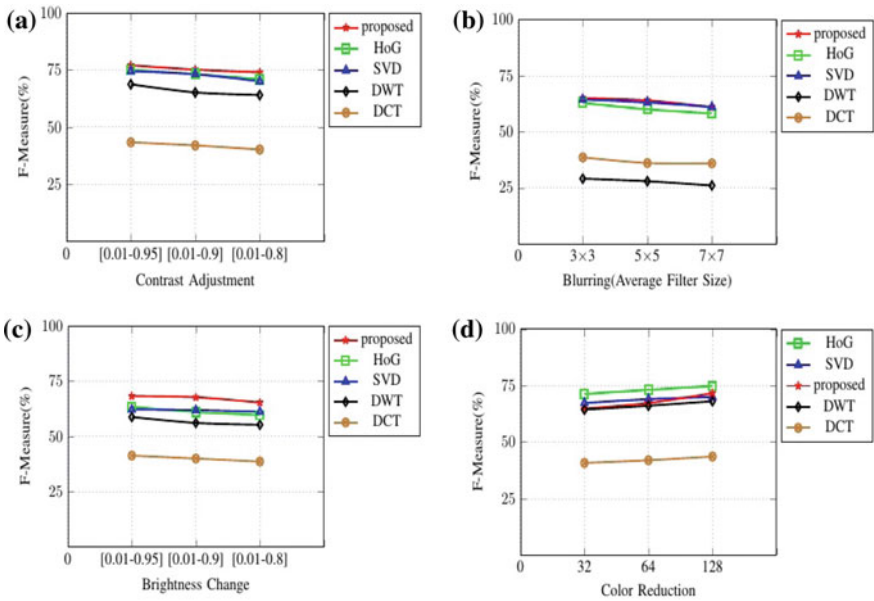 (a)
100
75
50
25
0
F-Measure(%)
[0.01-0.95] [0.01-0.9] [0.01-0.8]
Contrast Adjustment
proposed
HoG
SVD
DWT
DCT
(b)
100
75
50
25
0
F-Measure(%)
3×3 5×5 7×7
Blurring(Average Filter Size)
proposed
HoG
SVD
DWT
DCT
(c)
100
75
50
25
0
F-Measure(%)
[0.01-0.95] [0.01-0.9] [0.01-0.8]
Brightness Change
proposed
HoG
SVD
DWT
DCT
(d)
100
75
50
25
0
F-Measure(%)
32 64 128
Color Reduction
HoG
SVD
proposed
DWT
DCT